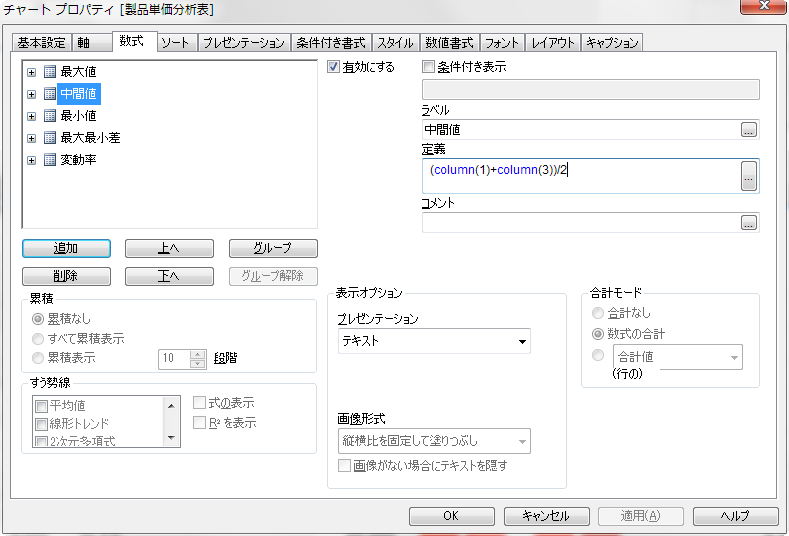 チャート プロパティ [製品単価分析表]
基本設定 軸 数式 ソート プレゼンテーション 条件付き書式 スタイル 数値書式 フォント レイアウト キャプション
最大値
中間値
最小値
最大最小差
変動率
有効にする
条件付き表示
ラベル
中間値
...
定義
(column(1)+column(3))/2
...
コメント
...
追加 上へ グループ
削除 下へ グループ解除
累積
累積なし
すべて累積表示
累積表示 10 段階
すう勢線
平均値
線形トレンド
2次元多項式
式の表示
R² を表示
表示オプション
プレゼンテーション
テキスト
画像形式
縦横比を固定して塗りつぶし
画像がない場合にテキストを隠す
合計モード
合計なし
数式の合計
合計値
(行の)
OK キャンセル 適用(A) ヘルプ